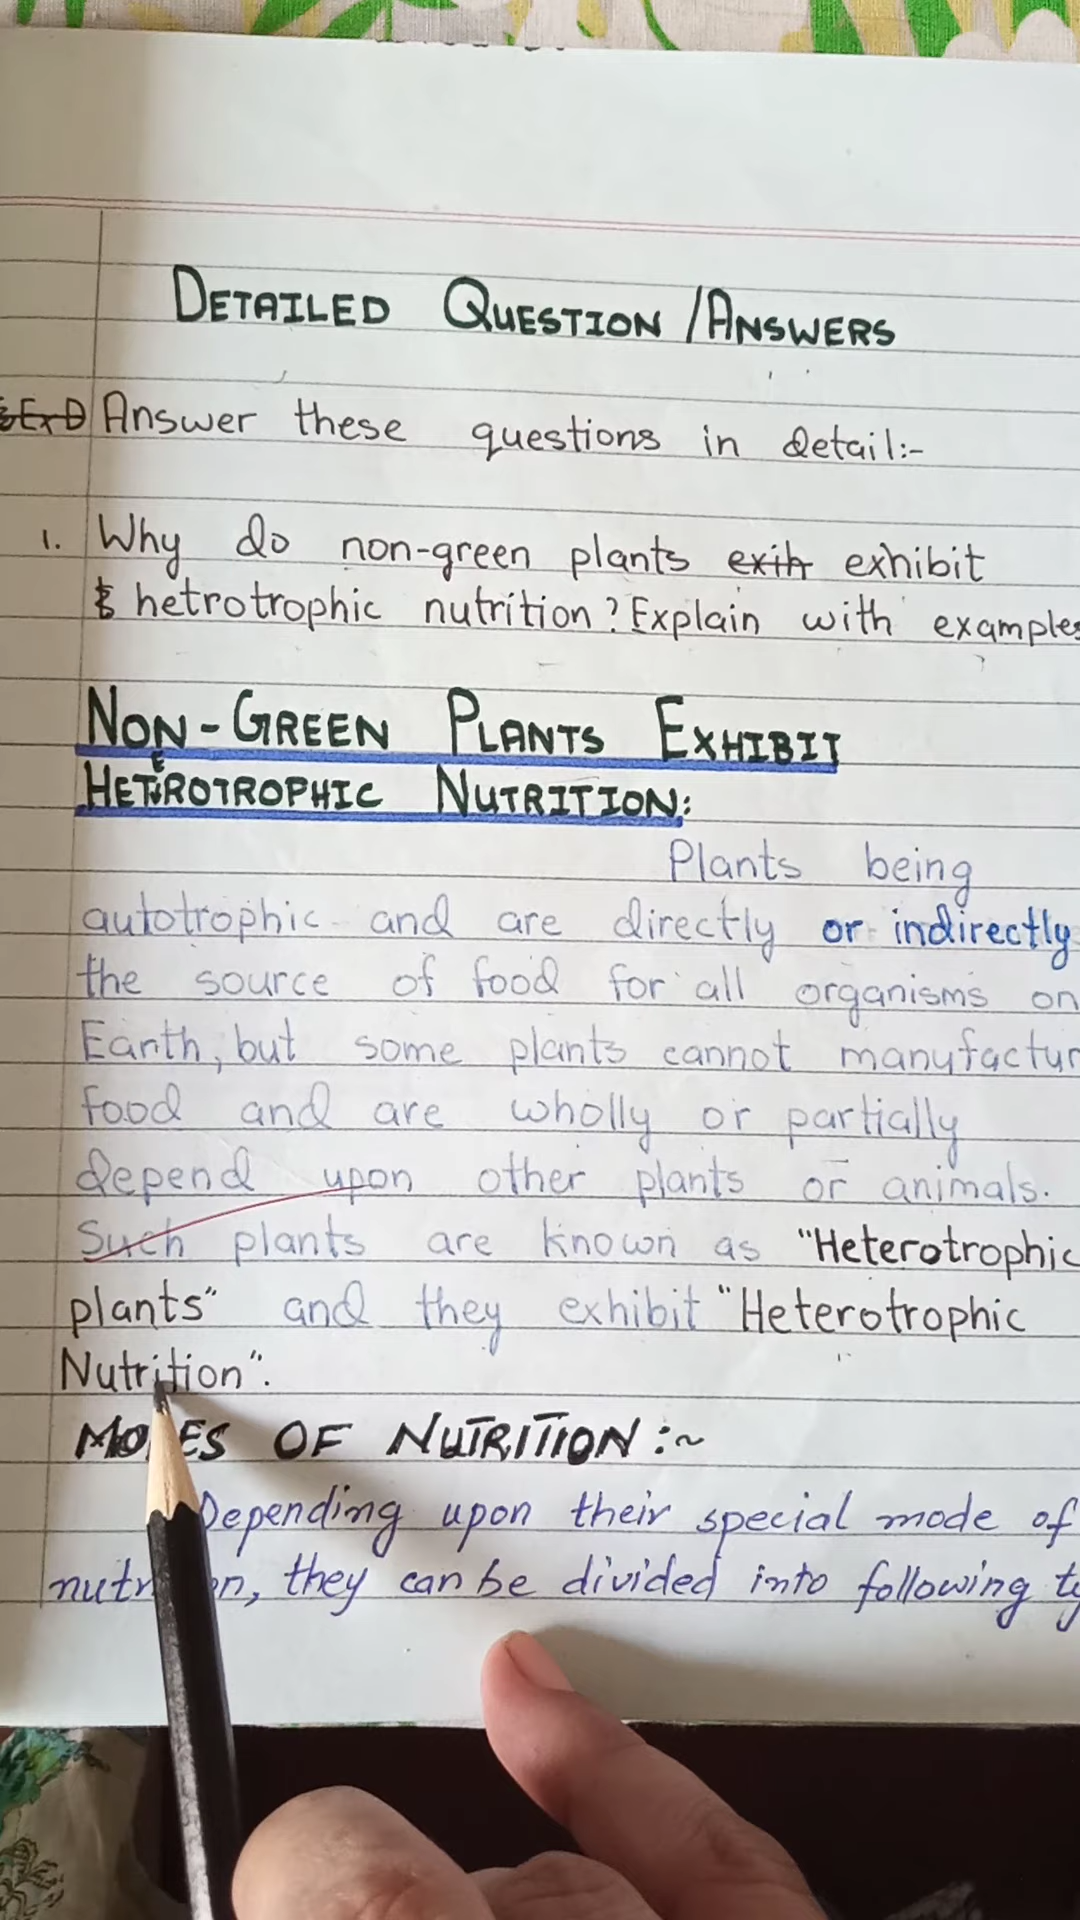 DETAILED QUESTION/ANSWERS
Answer these questions in detail:-
1. Why do non-green plants exih exhibit
hetrotrophic nutrition? Explain with examples
NON-GREEN PLANTS EXHIBIT
HETEROTROPHIC NUTRITION:
Plants being
autotrophic and are directly or indirectly
the source of food for all organisms on
Earth, but some plants cannot manufactur
food and are wholly or partially
depend upon other plants or animals.
Such plants are known as "Heterotrophic
plants" and they exhibit "Heterotrophic
Nutrition".
MODES OF NUTRITION :~
Depending upon their special mode of
nutrition, they can be divided into following ty